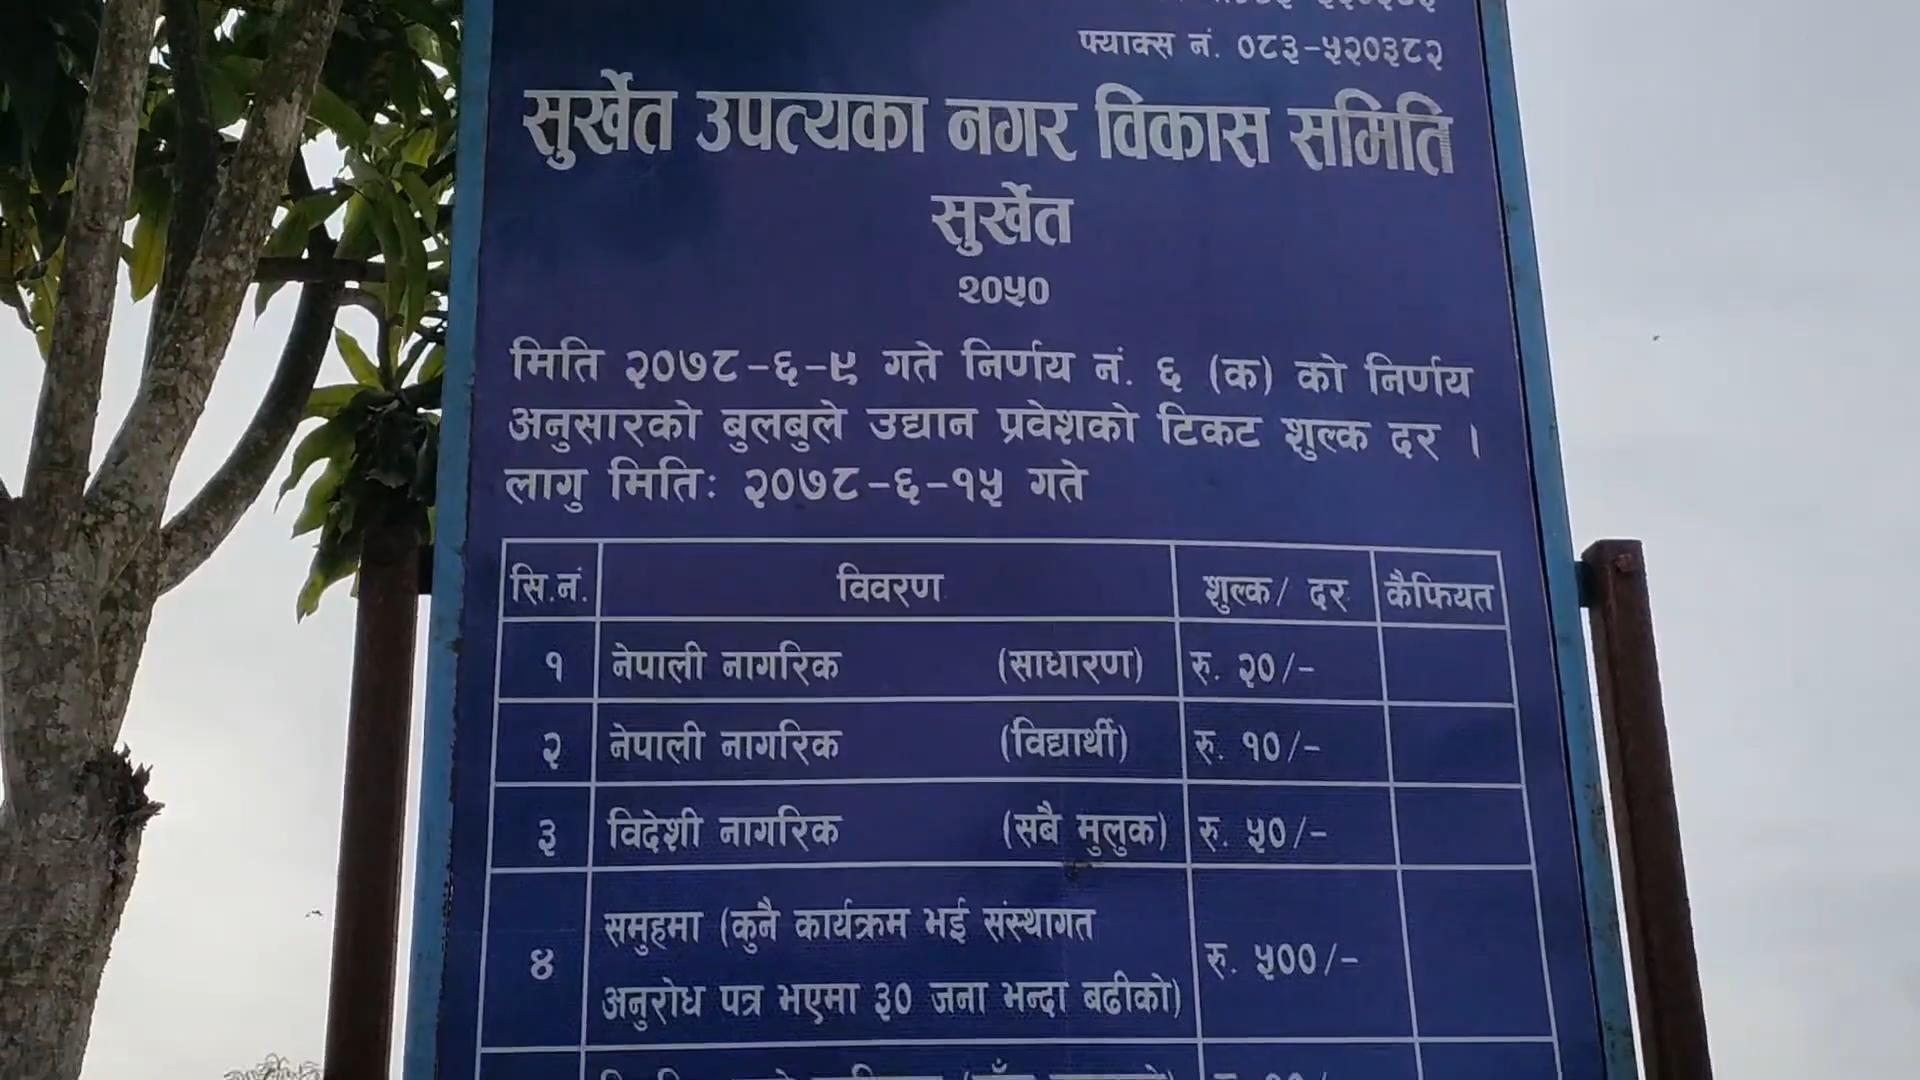 फ्याक्स नं. ०८३-५२०३८२
सुर्खेत उपत्यका नगर विकास समिति
सुर्खेत
२०५०
मिति २०७८-६-९ गते निर्णय नं. ६ (क) को निर्णय
अनुसारको बुलबुले उद्यान प्रवेशको टिकट शुल्क दर ।
लागु मितिः २०७८-६-१५ गते
सि.नं. विवरण शुल्क/ दर कैफियत
१ नेपाली नागरिक (साधारण) रु. २०/-
२ नेपाली नागरिक (विद्यार्थी) रु. १०/-
३ विदेशी नागरिक (सबै मुलुक) रु. ५०/-
४ समुहमा (कुनै कार्यक्रम भई संस्थागत
अनुरोध पत्र भएमा ३० जना भन्दा बढीको) रु. ५००/-